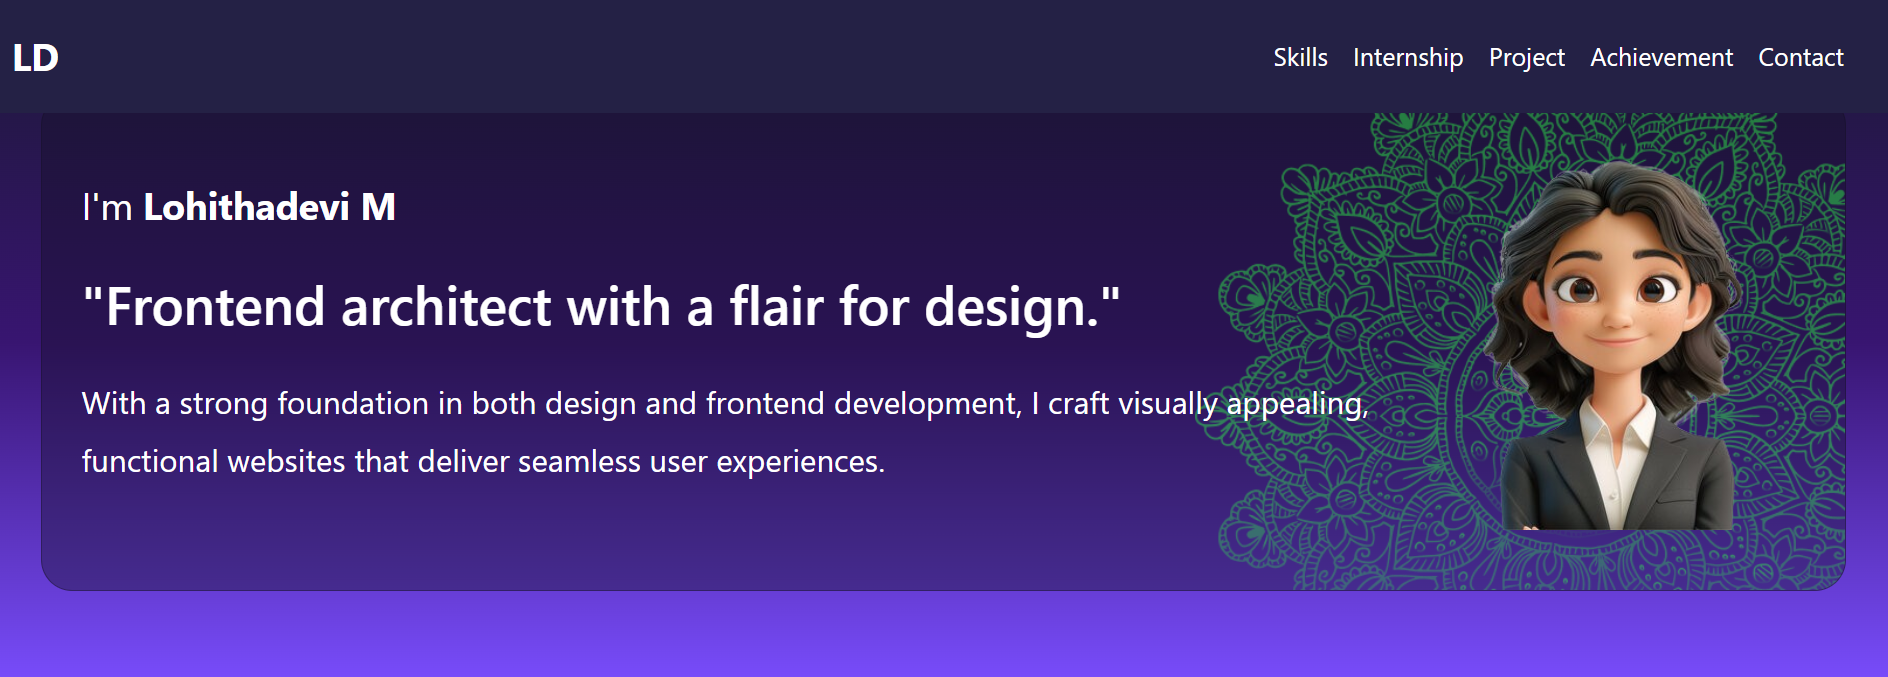 LD
Skills Internship Project Achievement Contact
I'm Lohithadevi M
"Frontend architect with a flair for design."
With a strong foundation in both design and frontend development, I craft visually appealing,
functional websites that deliver seamless user experiences.